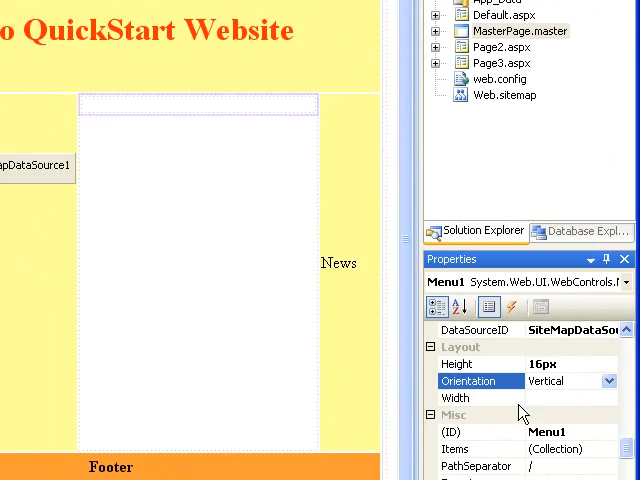 o QuickStart Website
mapDataSource1
News
Footer
App_Data
Default.aspx
MasterPage.master
Page2.aspx
Page3.aspx
web.config
Web.sitemap
Solution Explorer
Database Expl...
Properties
Menu1 System.Web.UI.WebControls.
DataSourceID SiteMapDataSou
Layout
Height 16px
Orientation Vertical
Width
Misc
(ID) Menu1
Items (Collection)
PathSeparator /